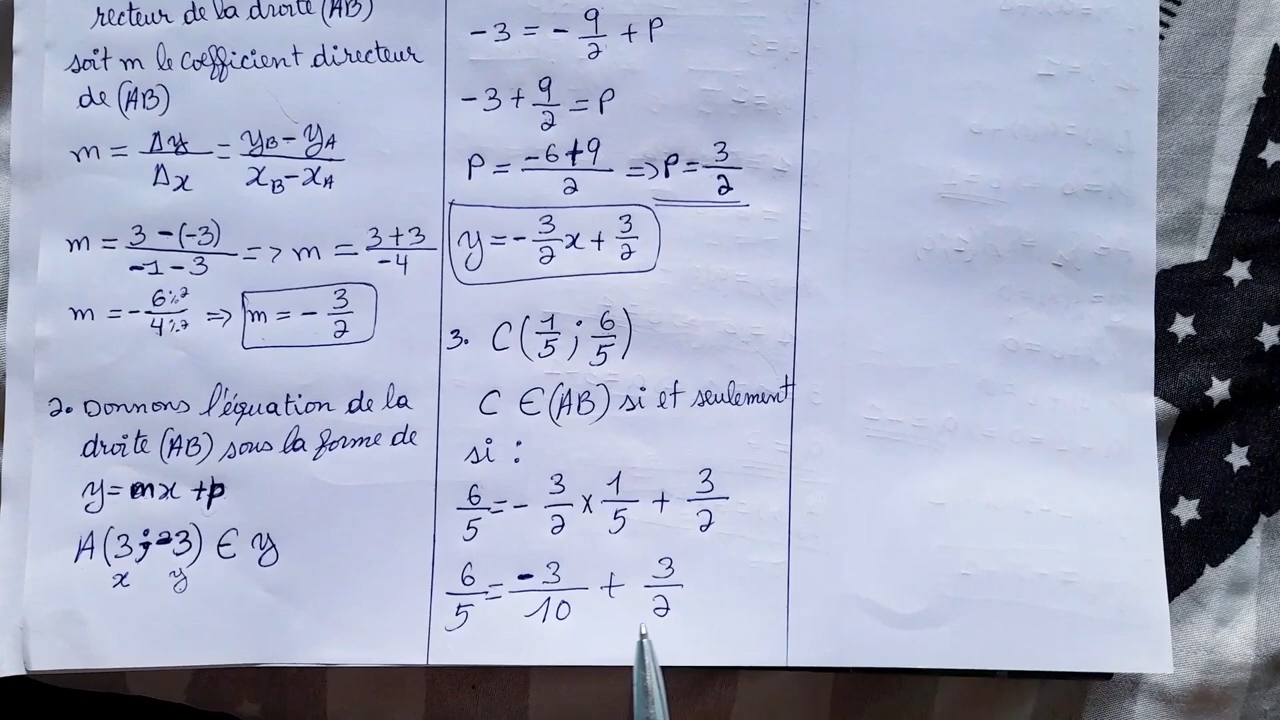 recteur de la droite (AB)
soit m le coefficient directeur
de (AB)
m = Δy/Δx = (yB - yA)/(xB - xA)
m = (3 - (-3))/(-1 - 3) => m = (3 + 3)/-4
m = - 6÷2/4÷2 => m = - 3/2
2. Donnons l'équation de la
droite (AB) sous la forme de
y = mx + p
A(3 ; -3) ∈ y
x y
-3 = - 9/2 + P
-3 + 9/2 = P
P = (-6 + 9)/2 => P = 3/2
y = - 3/2 x + 3/2
3. C(1/5 ; 6/5)
C ∈ (AB) si et seulement
si :
6/5 = - 3/2 × 1/5 + 3/2
6/5 = -3/10 + 3/2